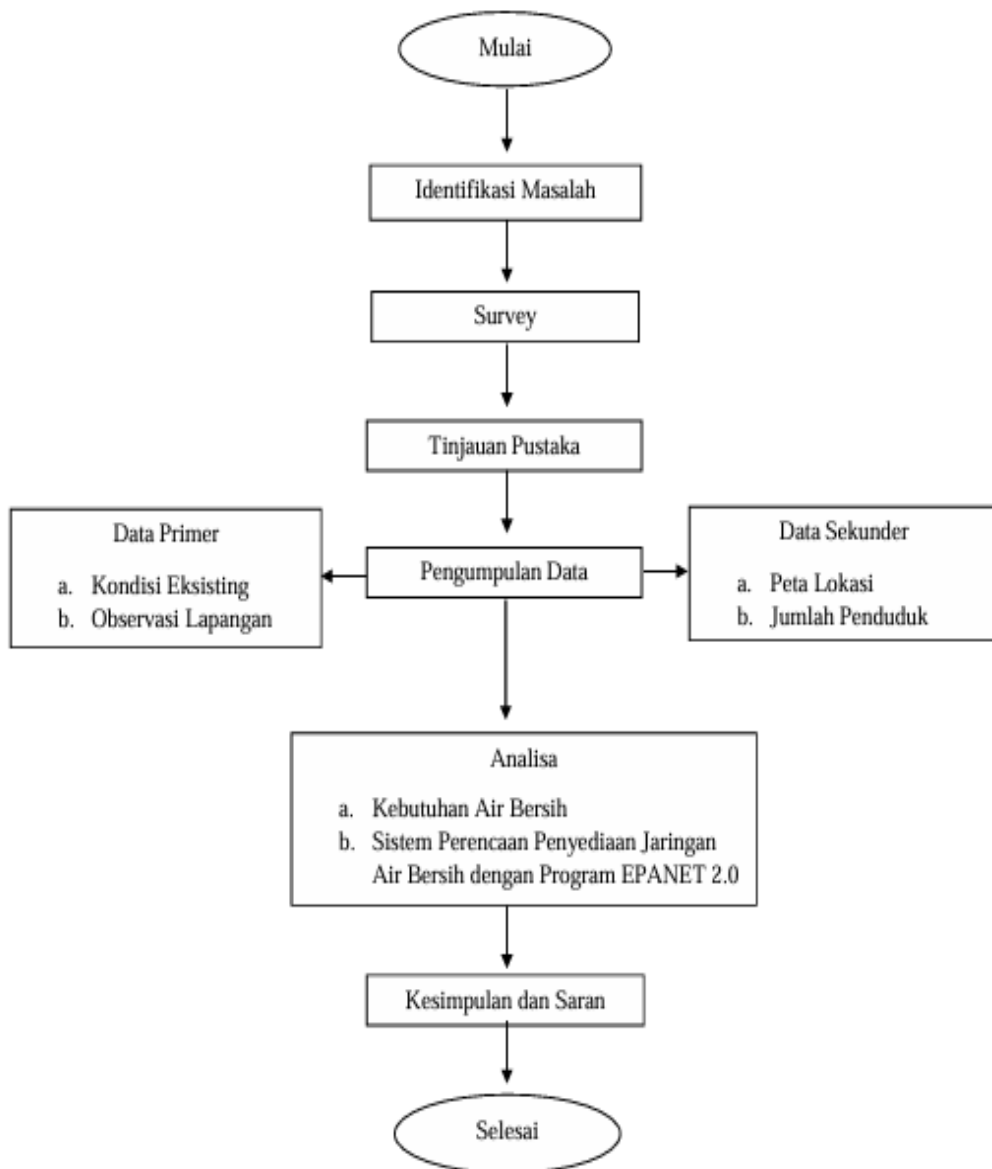 Mulai
Identifikasi Masalah
Survey
Tinjauan Pustaka
Data Primer
a. Kondisi Eksisting
b. Observasi Lapangan
Pengumpulan Data
Data Sekunder
a. Peta Lokasi
b. Jumlah Penduduk
Analisa
a. Kebutuhan Air Bersih
b. Sistem Perencaan Penyediaan Jaringan
Air Bersih dengan Program EPANET 2.0
Kesimpulan dan Saran
Selesai